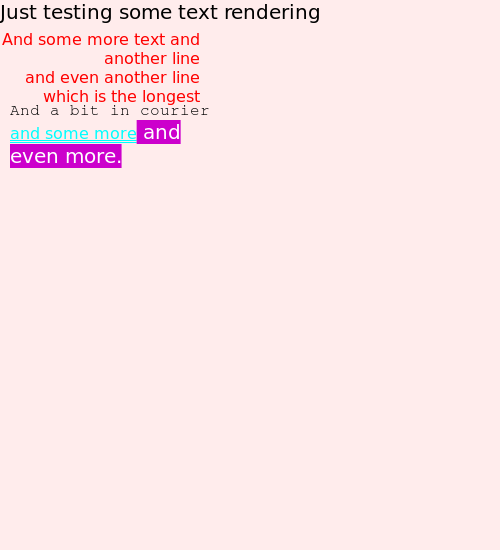 Just testing some text rendering
And some more text and
another line
and even another line
which is the longest
And a bit in courier
and some more and
even more.